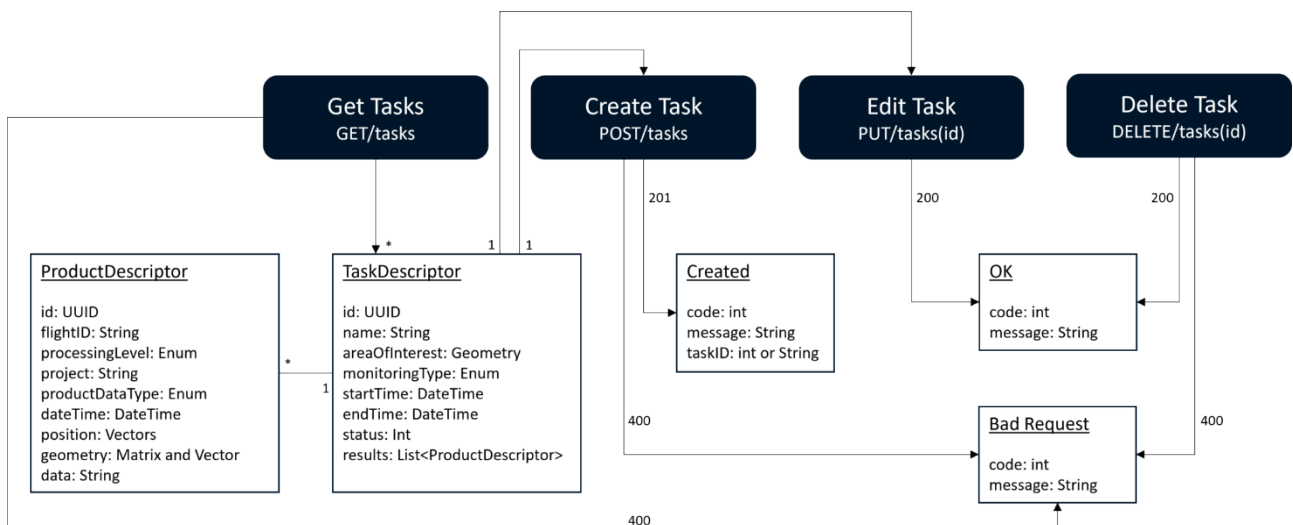 Get Tasks
GET/tasks
Create Task
POST/tasks
Edit Task
PUT/tasks(id)
Delete Task
DELETE/tasks(id)
201
200
200
*
1
1
ProductDescriptor
id: UUID
flightID: String
processingLevel: Enum
project: String
productDataType: Enum
dateTime: DateTime
position: Vectors
geometry: Matrix and Vector
data: String
*
1
TaskDescriptor
id: UUID
name: String
areaOfInterest: Geometry
monitoringType: Enum
startTime: DateTime
endTime: DateTime
status: Int
results: List<ProductDescriptor>
Created
code: int
message: String
taskID: int or String
OK
code: int
message: String
400
400
Bad Request
code: int
message: String
400